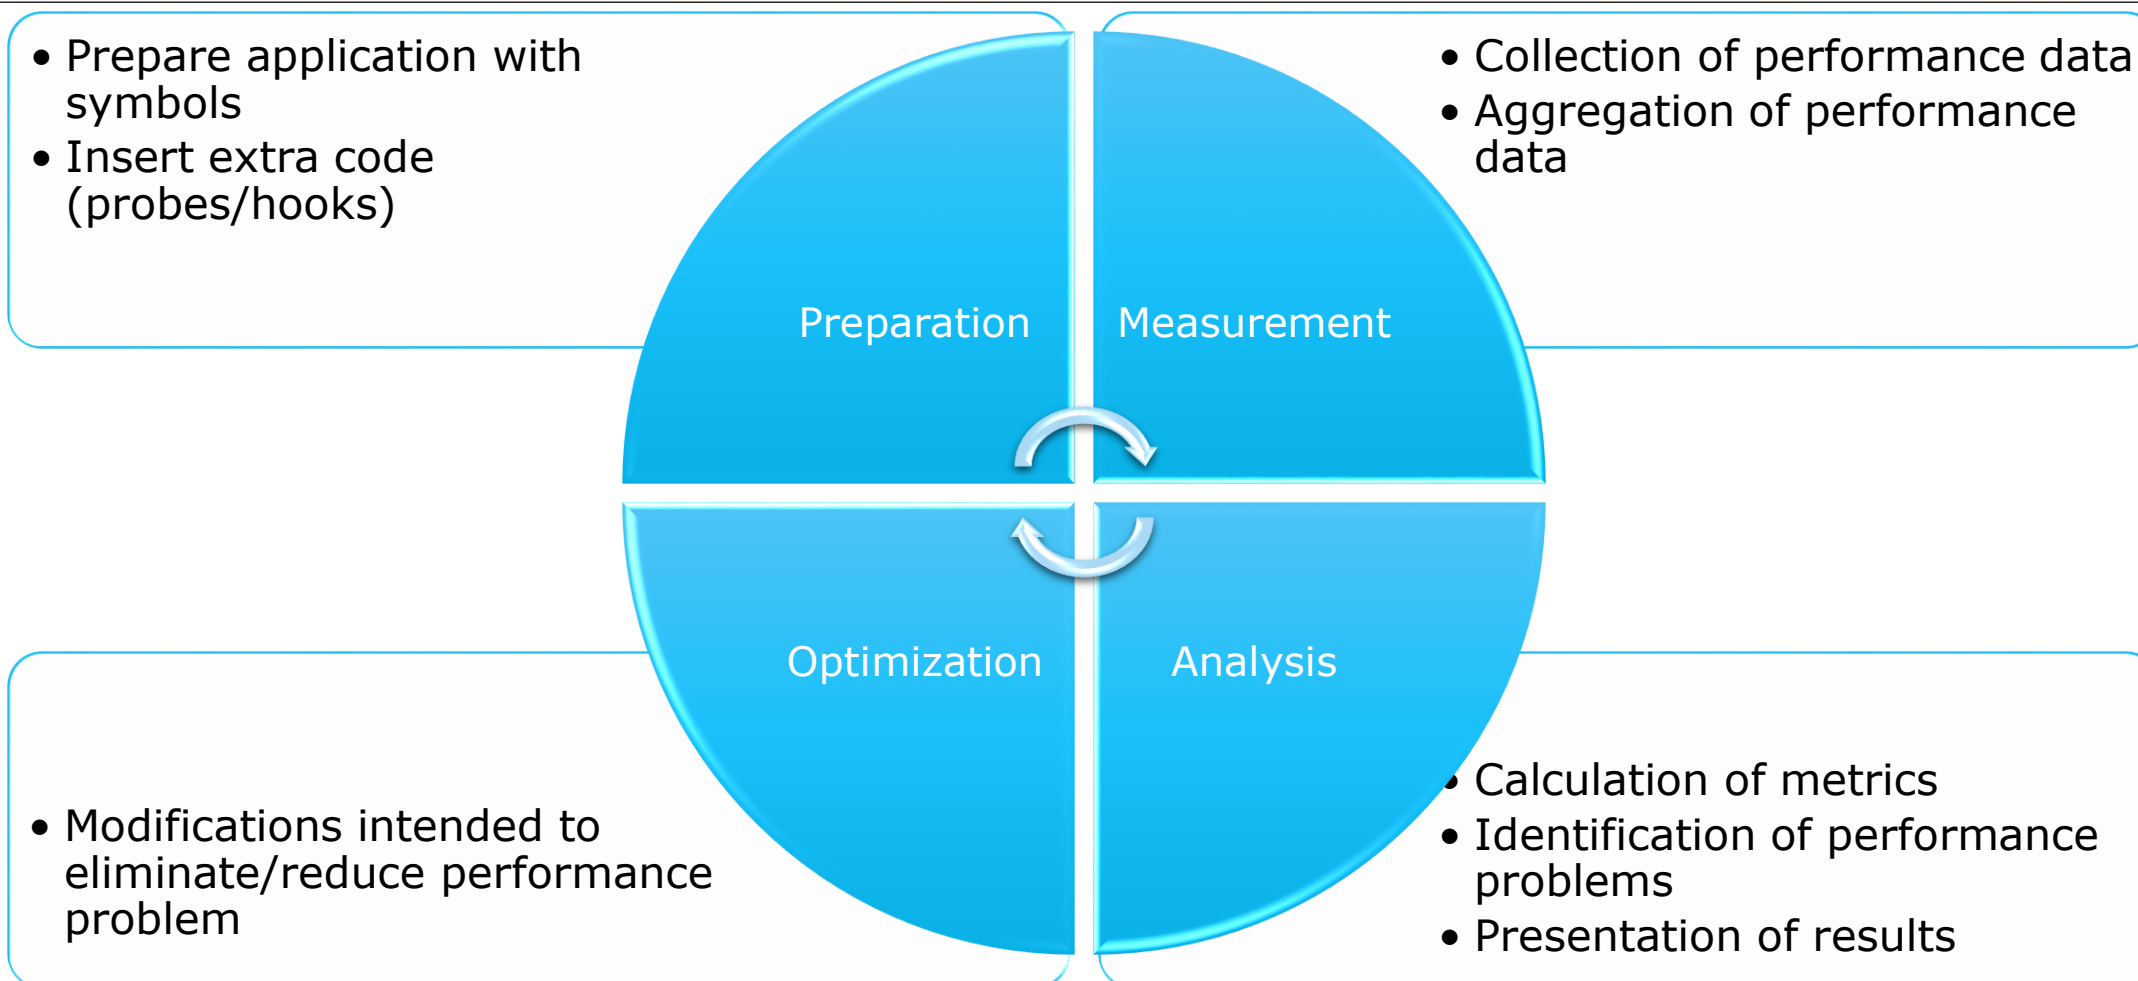 • Prepare application with
symbols
• Insert extra code
(probes/hooks)
• Collection of performance data
• Aggregation of performance
data
Preparation
Measurement
Optimization
Analysis
• Modifications intended to
eliminate/reduce performance
problem
• Calculation of metrics
• Identification of performance
problems
• Presentation of results